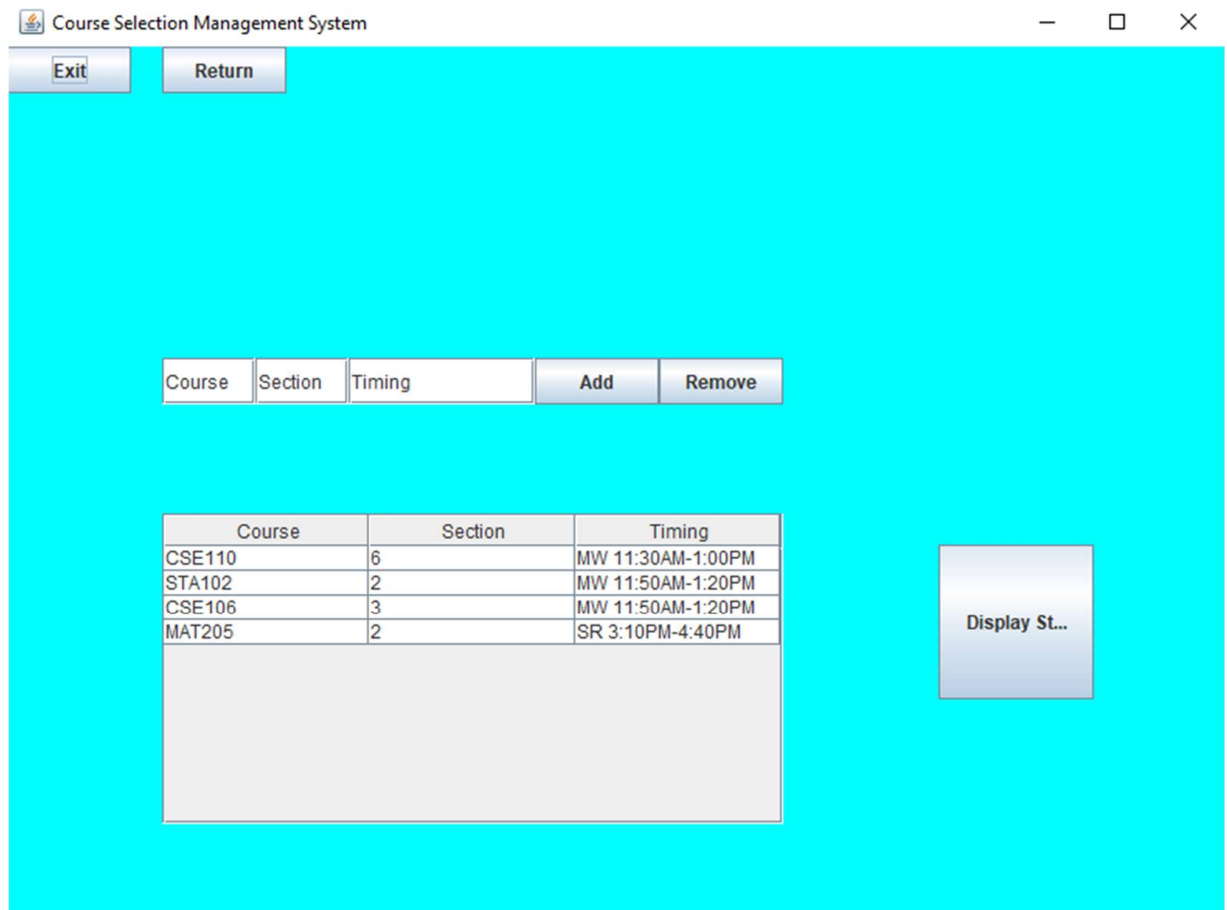 Course Selection Management System
Exit Return
Course Section Timing Add Remove
Course Section Timing
CSE110 6 MW 11:30AM-1:00PM
STA102 2 MW 11:50AM-1:20PM
CSE106 3 MW 11:50AM-1:20PM
MAT205 2 SR 3:10PM-4:40PM
Display St...